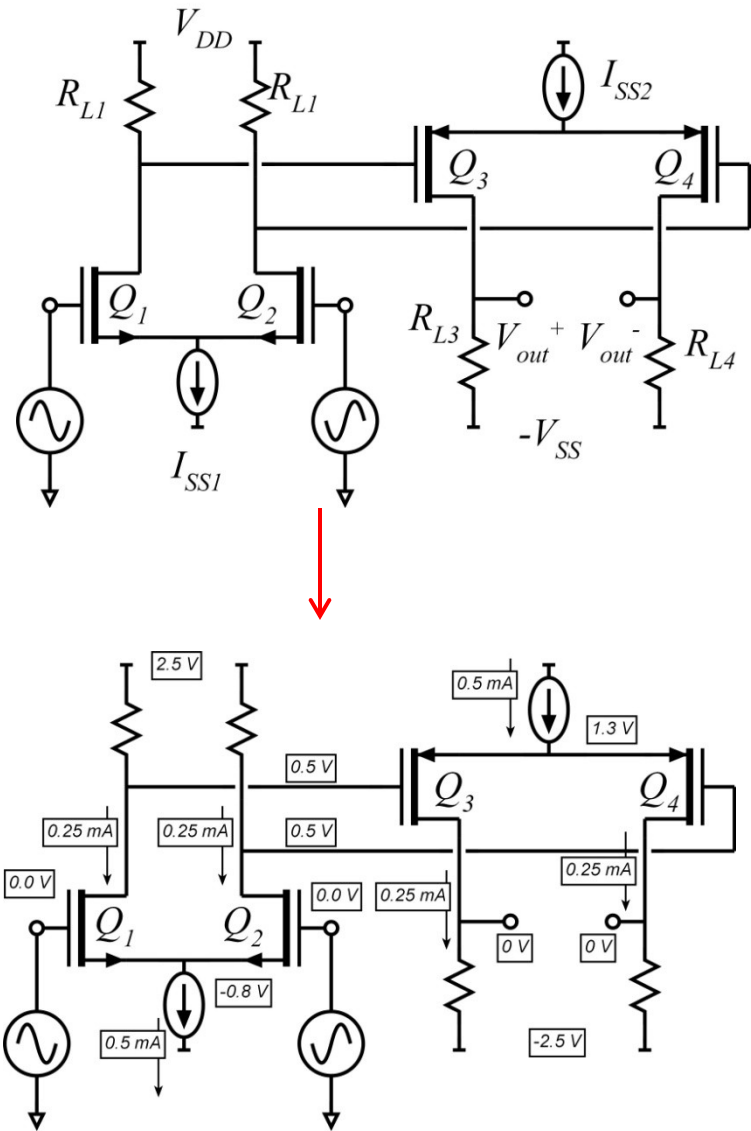 V_DD
R_L1
R_L1
I_SS2
Q_3
Q_4
Q_1
Q_2
R_L3
V_out^+
V_out^-
R_L4
I_SS1
-V_SS
2.5 V
0.5 mA
1.3 V
0.5 V
Q_3
Q_4
0.25 mA
0.25 mA
0.5 V
0.25 mA
0.0 V
0.0 V
0.25 mA
Q_1
Q_2
0 V
0 V
-0.8 V
0.5 mA
-2.5 V